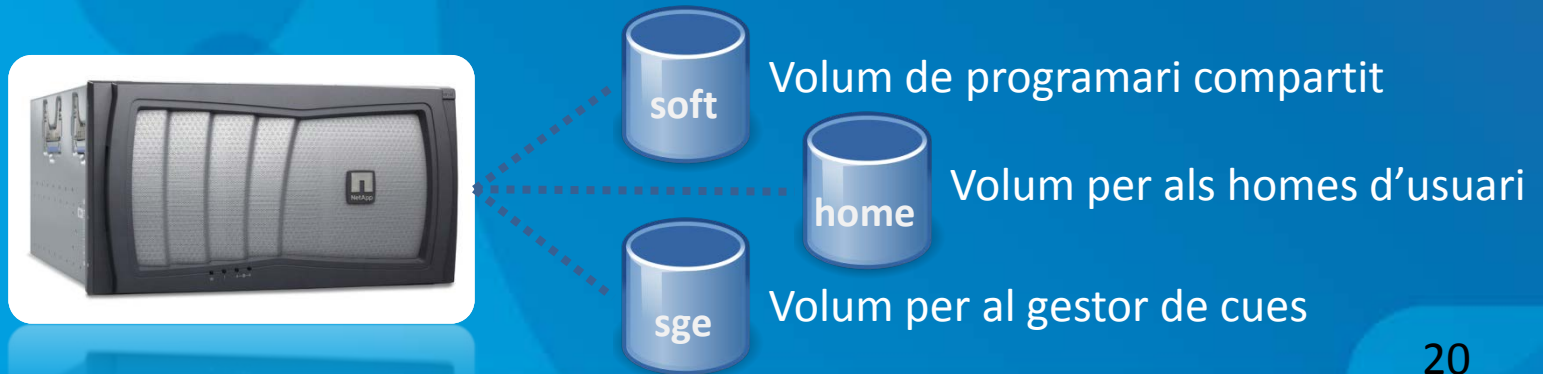 soft
Volum de programari compartit
home
Volum per als homes d’usuari
sge
Volum per al gestor de cues
NetApp
20